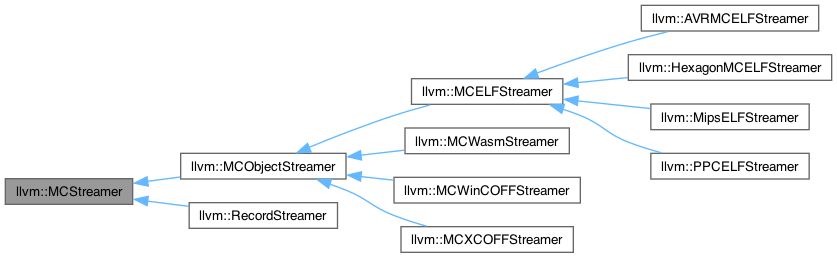 llvm::AVRMCELFStreamer
llvm::HexagonMCELFStreamer
llvm::MCELFStreamer
llvm::MipsELFStreamer
llvm::MCWasmStreamer
llvm::PPCELFStreamer
llvm::MCObjectStreamer
llvm::MCStreamer
llvm::MCWinCOFFStreamer
llvm::RecordStreamer
llvm::MCXCOFFStreamer